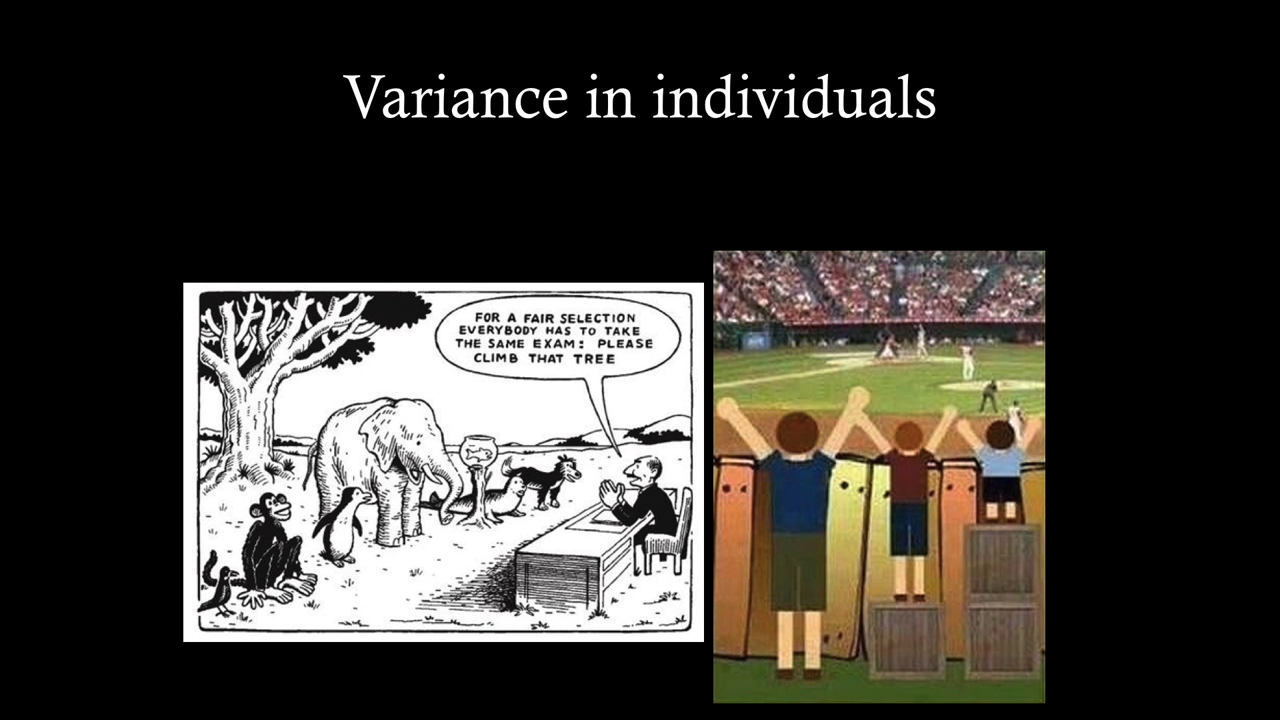 Variance in individuals
FOR A FAIR SELECTION
EVERYBODY HAS TO TAKE
THE SAME EXAM: PLEASE
CLIMB THAT TREE